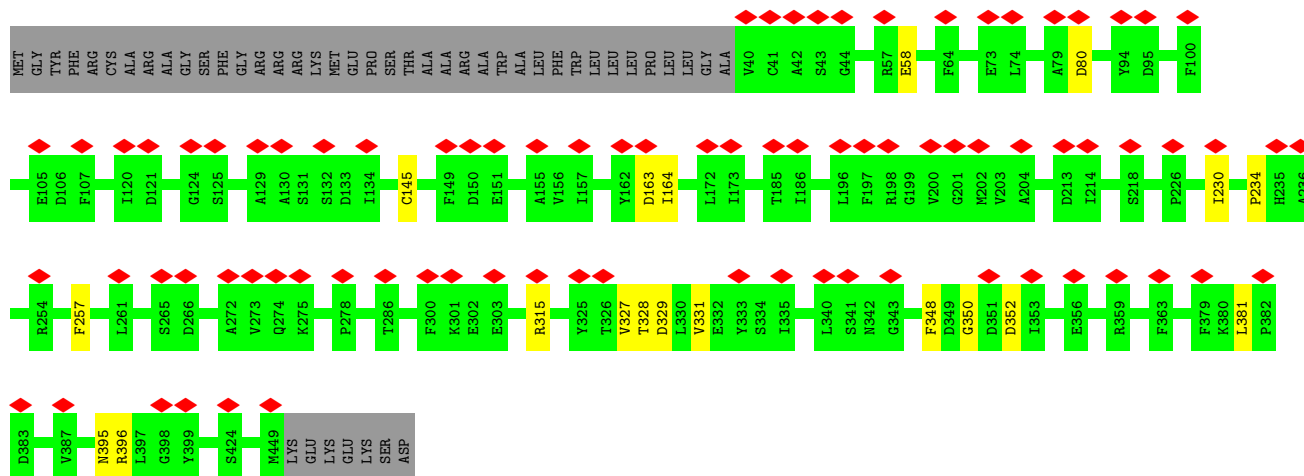 MET GLY TYR PHE ARG CYS ALA ARG ALA GLY SER PHE GLY ARG ARG ARG LYS MET GLU PRO SER THR ALA ALA ARG ALA TRP ALA LEU PHE TRP LEU LEU LEU PRO LEU LEU GLY ALA V40 C41 A42 S43 G44 R57 E58 F64 E73 L74 A79 D80 Y94 D95 F100
E105 D106 F107 I120 D121 G124 S125 A129 A130 S131 S132 D133 I134 C145 F149 D150 E151 A155 V156 I157 Y162 D163 I164 L172 I173 T185 I186 L196 F197 R198 G199 V200 G201 M202 V203 A204 D213 I214 S218 P226 I230 P234 H235 A236
R254 F257 L261 S265 D266 A272 V273 Q274 K275 P278 T286 F300 K301 E302 E303 R315 Y325 T326 V327 T328 D329 L330 V331 E332 Y333 S334 I335 L340 S341 N342 G343 F348 D349 G350 D351 D352 I353 E356 R359 F363 F379 K380 L381 P382
D383 V387 N395 R396 L397 G398 Y399 S424 M449 LYS GLU LYS GLU LYS SER ASP